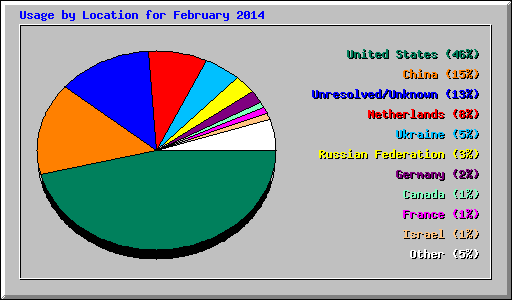 Usage by Location for February 2014
United States (46%)
China (15%)
Unresolved/Unknown (13%)
Netherlands (8%)
Ukraine (5%)
Russian Federation (3%)
Germany (2%)
Canada (1%)
France (1%)
Israel (1%)
Other (5%)